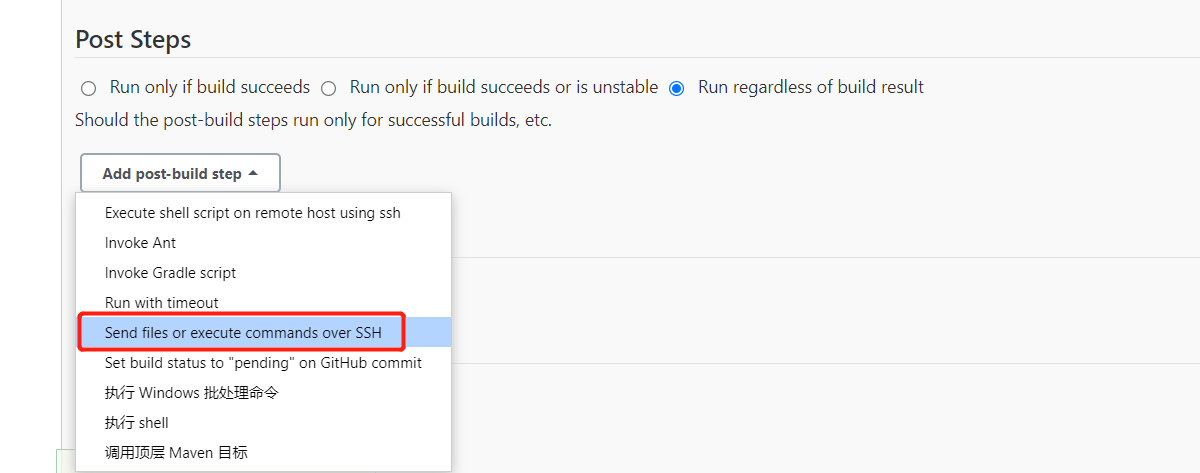 Post Steps
Run only if build succeeds Run only if build succeeds or is unstable Run regardless of build result
Should the post-build steps run only for successful builds, etc.
Add post-build step
Execute shell script on remote host using ssh
Invoke Ant
Invoke Gradle script
Run with timeout
Send files or execute commands over SSH
Set build status to "pending" on GitHub commit
执行 Windows 批处理命令
执行 shell
调用顶层 Maven 目标